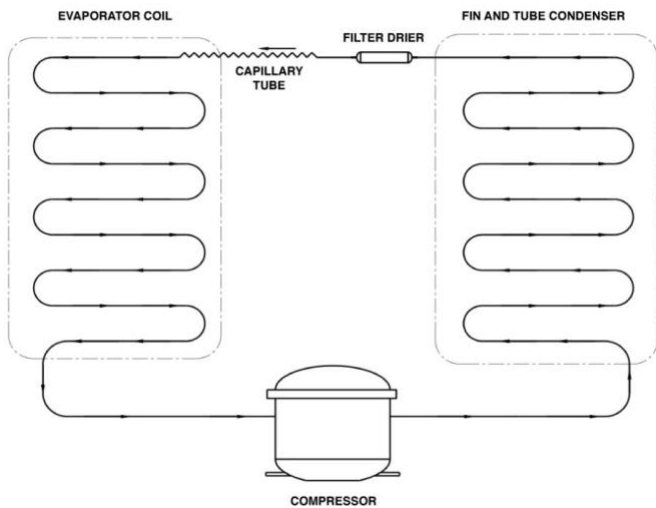 EVAPORATOR COIL
FIN AND TUBE CONDENSER
FILTER DRIER
CAPILLARY
TUBE
COMPRESSOR